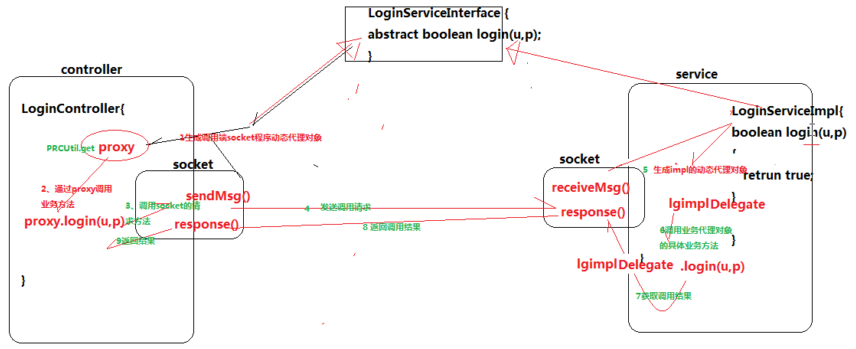 LoginServiceInterface {
abstract boolean login(u,p);
}
controller
LoginController{
PRCUtil.get proxy
1生成调用端socket程序动态代理对象
2、通过proxy调用
业务方法
proxy.login(u,p)
3、调用socket的请
求方法
socket
sendMsg()
response()
9返回结果
}
4 发送调用请求
8 返回调用结果
socket
receiveMsg()
response()
service
LoginServiceImpl{
boolean login(u,p)
{
5 生成impl的动态代理对象
retrun true;
}
lgimplDelegate
6调用业务代理对象
的具体业务方法
}
}
lgimplDelegate .login(u,p)
7获取调用结果